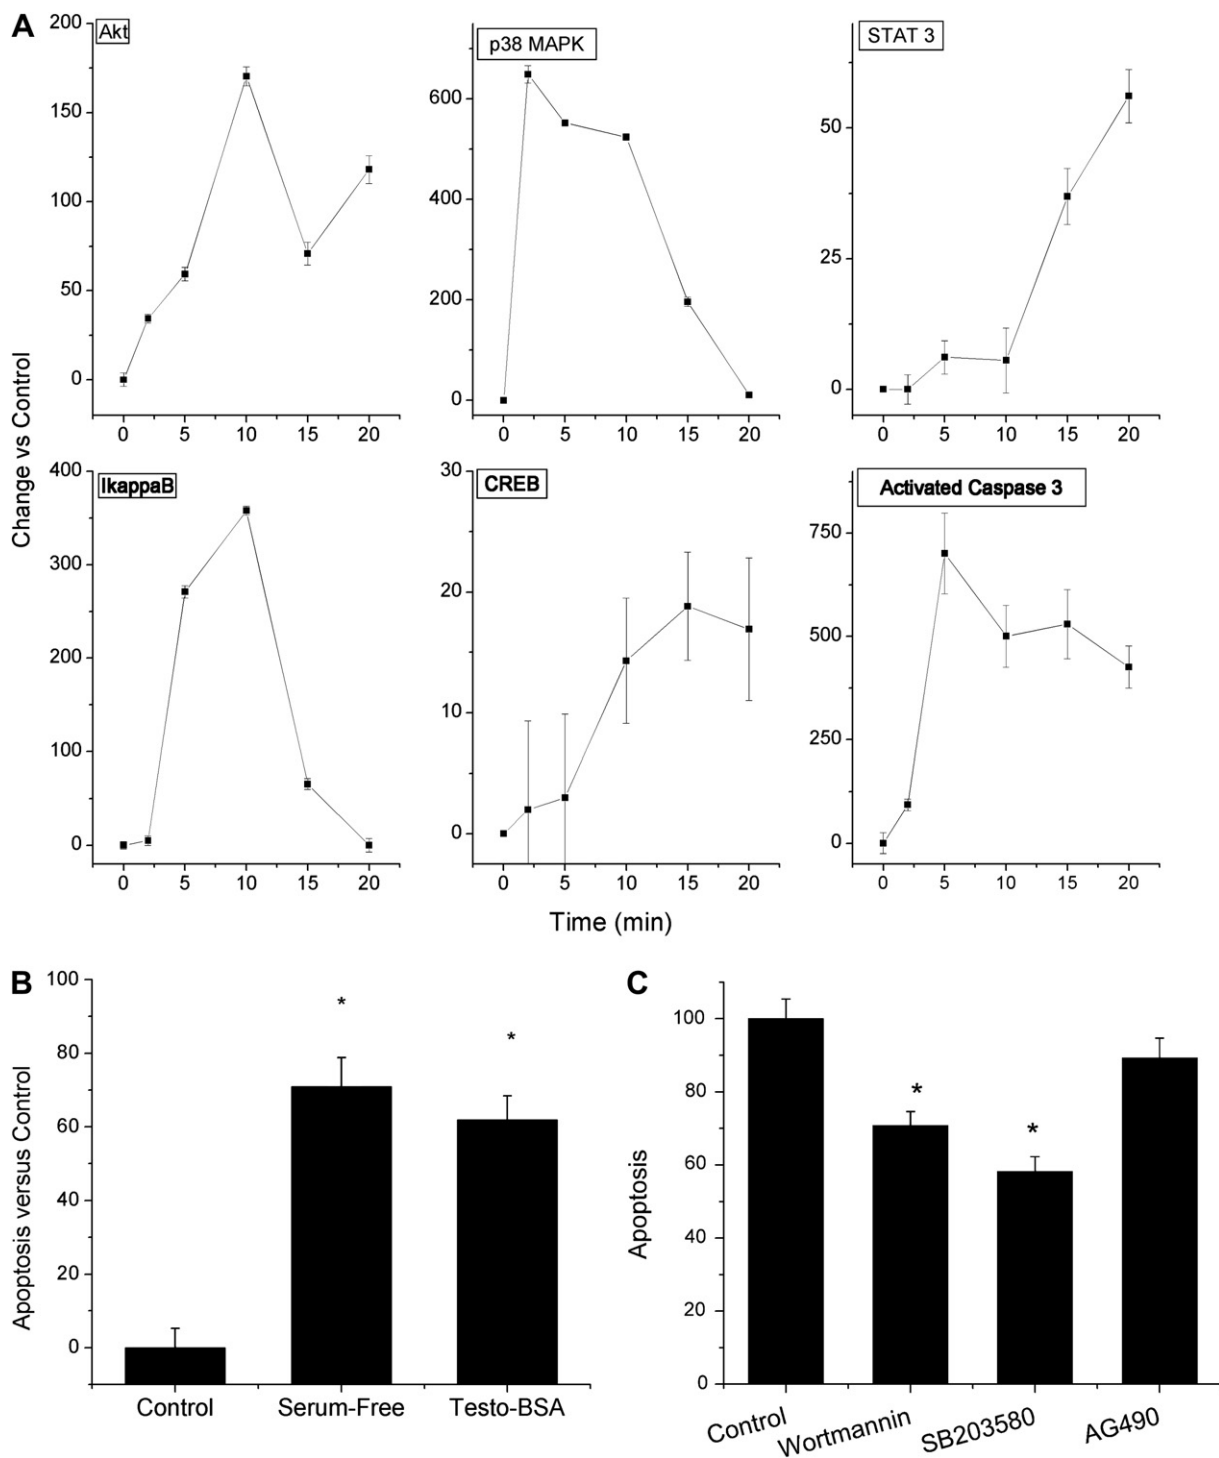 A
Akt
p38 MAPK
STAT 3
200
150
100
50
0
600
400
200
0
50
25
0
0 5 10 15 20
0 5 10 15 20
0 5 10 15 20
Change vs Control
IkappaB
CREB
Activated Caspase 3
400
300
200
100
0
30
20
10
0
750
500
250
0
0 5 10 15 20
0 5 10 15 20
0 5 10 15 20
Time (min)
B
100
80
60
40
20
0
Apoptosis versus Control
*
*
Control Serum-Free Testo-BSA
C
100
80
60
40
20
0
Apoptosis
*
*
Control Wortmannin SB203580 AG490